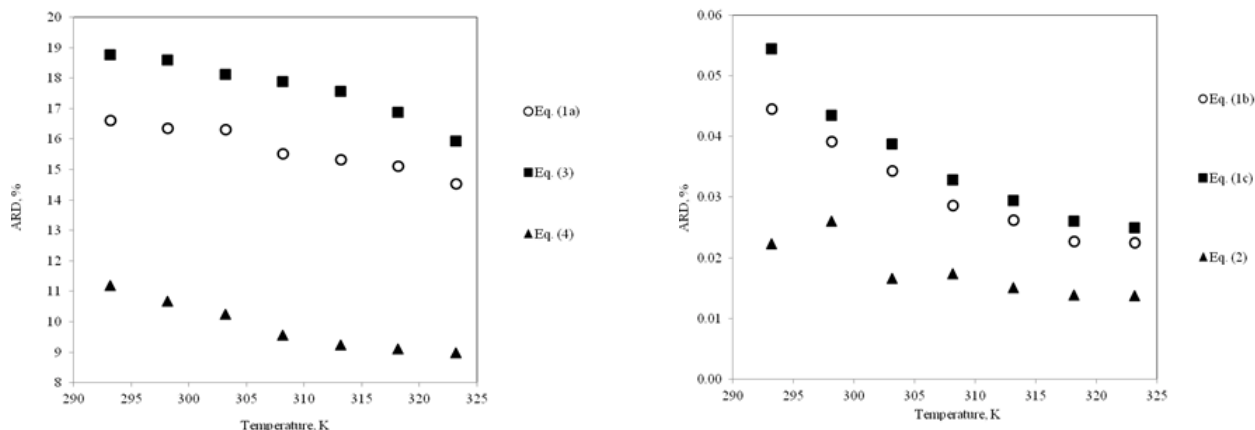 20
19
18
17
16
15
14
13
12
11
10
9
8
ARD, %
290 295 300 305 310 315 320 325
Temperature, K
Eq. (1a)
Eq. (3)
Eq. (4)
0.06
0.05
0.04
0.03
0.02
0.01
0.00
ARD, %
290 295 300 305 310 315 320 325
Temperature, K
Eq. (1b)
Eq. (1c)
Eq. (2)